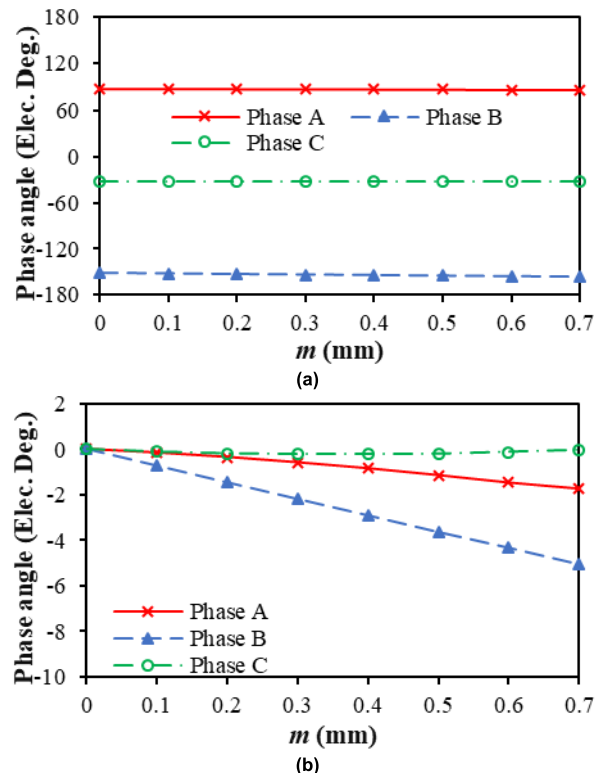 Phase angle (Elec. Deg.)
180
120
60
0
-60
-120
-180
Phase A
Phase B
Phase C
0 0.1 0.2 0.3 0.4 0.5 0.6 0.7
m (mm)
(a)
Phase angle (Elec. Deg.)
2
0
-2
-4
-6
-8
-10
Phase A
Phase B
Phase C
0 0.1 0.2 0.3 0.4 0.5 0.6 0.7
m (mm)
(b)